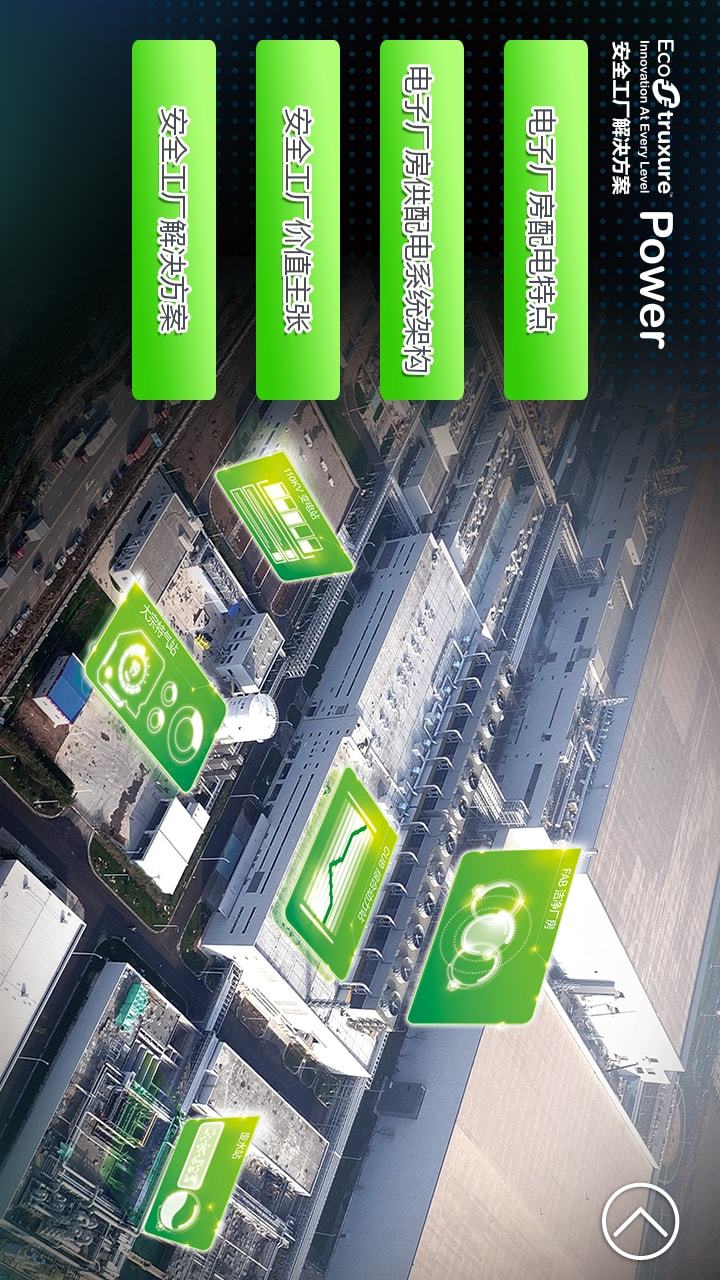 EcoStruxure™ Power
Innovation At Every Level
安全工厂解决方案
电子厂房配电特点
电子厂房供配电系统架构
安全工厂价值主张
安全工厂解决方案
110KV 变电站
大宗特气站
CUB 综合动力站
FAB 洁净厂房
废水站